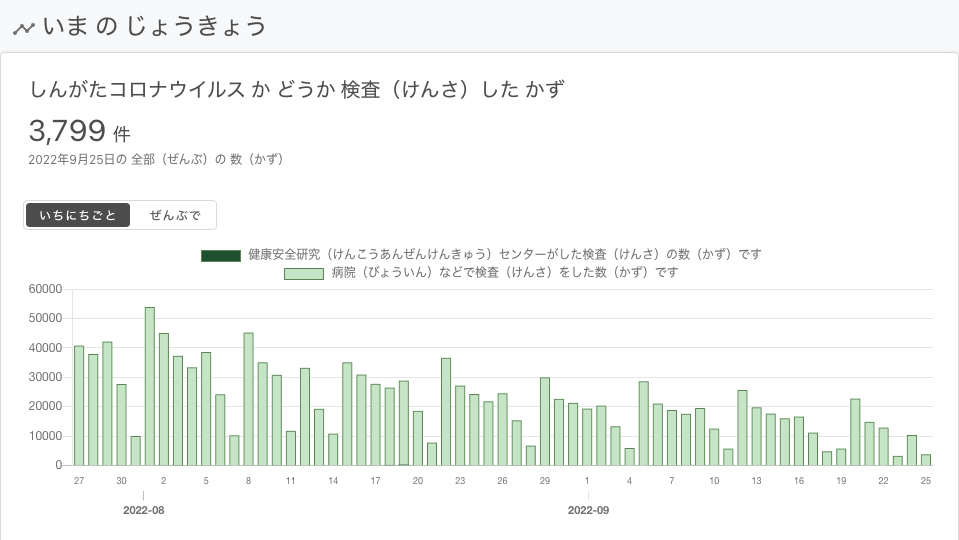 いま の じょうきょう
しんがたコロナウイルス か どうか 検査（けんさ）した かず
3,799 件
2022年9月25日の 全部（ぜんぶ）の 数（かず）
いちにちごと ぜんぶで
健康安全研究（けんこうあんぜんけんきゅう）センターがした検査（けんさ）の数（かず）です
病院（びょういん）などで検査（けんさ）をした数（かず）です
60000
50000
40000
30000
20000
10000
0
27 30 2 5 8 11 14 17 20 23 26 29 1 4 7 10 13 16 19 22 25
2022-08 2022-09